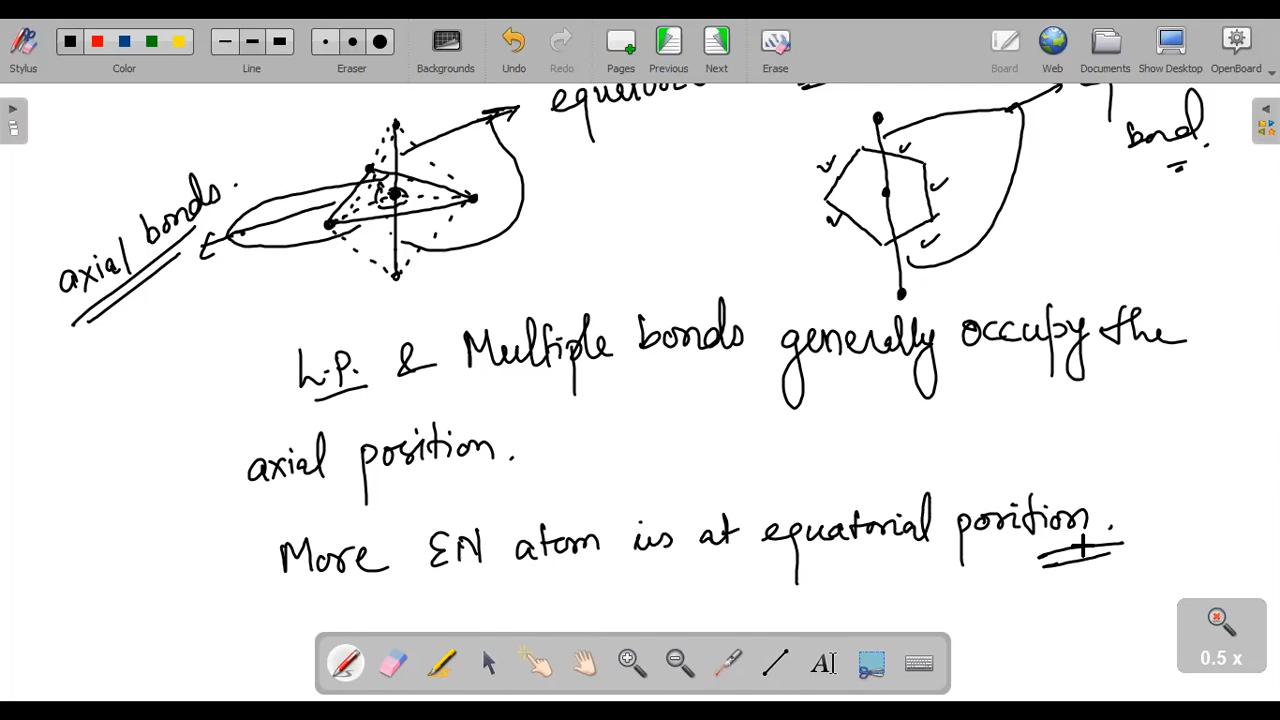 Stylus Color Line Eraser Backgrounds Undo Redo Pages Previous Next Erase Board Web Documents Show Desktop OpenBoard
bond.
axial bonds.
L.P. & Multiple bonds generally occupy the
axial position.
More EN atom is at equatorial position.
0.5 x